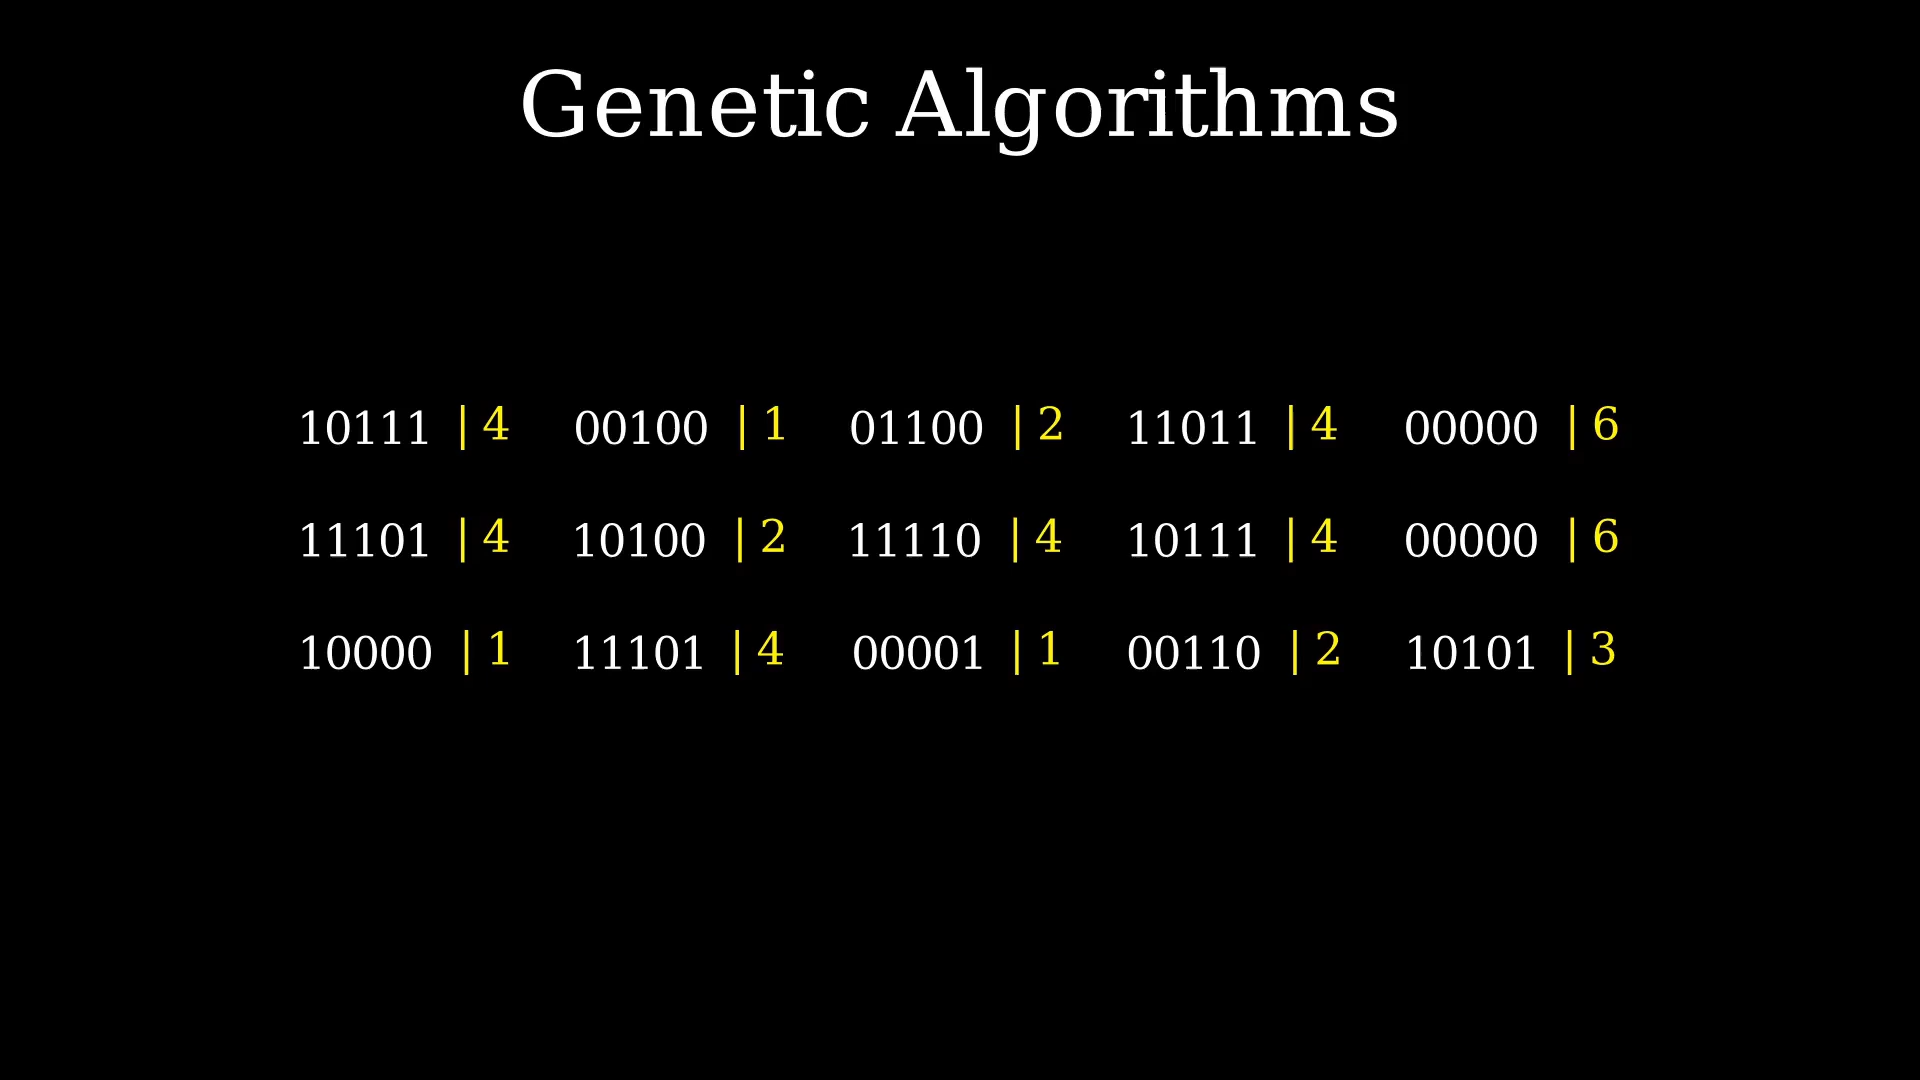 Genetic Algorithms
10111 | 4 00100 | 1 01100 | 2 11011 | 4 00000 | 6
11101 | 4 10100 | 2 11110 | 4 10111 | 4 00000 | 6
10000 | 1 11101 | 4 00001 | 1 00110 | 2 10101 | 3